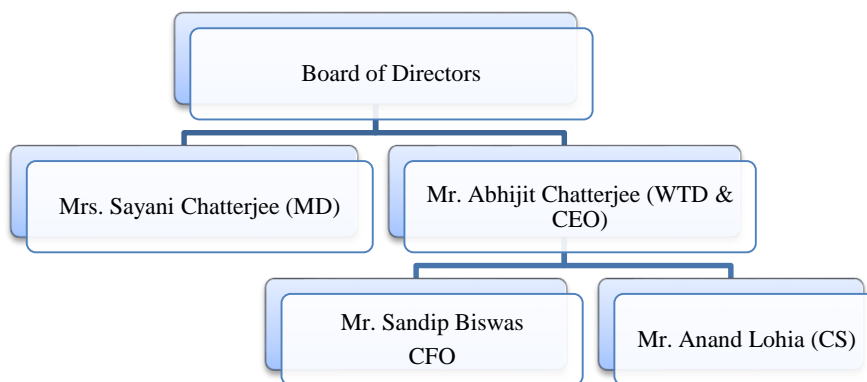 Board of Directors
Mrs. Sayani Chatterjee (MD)
Mr. Abhijit Chatterjee (WTD &
CEO)
Mr. Sandip Biswas
CFO
Mr. Anand Lohia (CS)